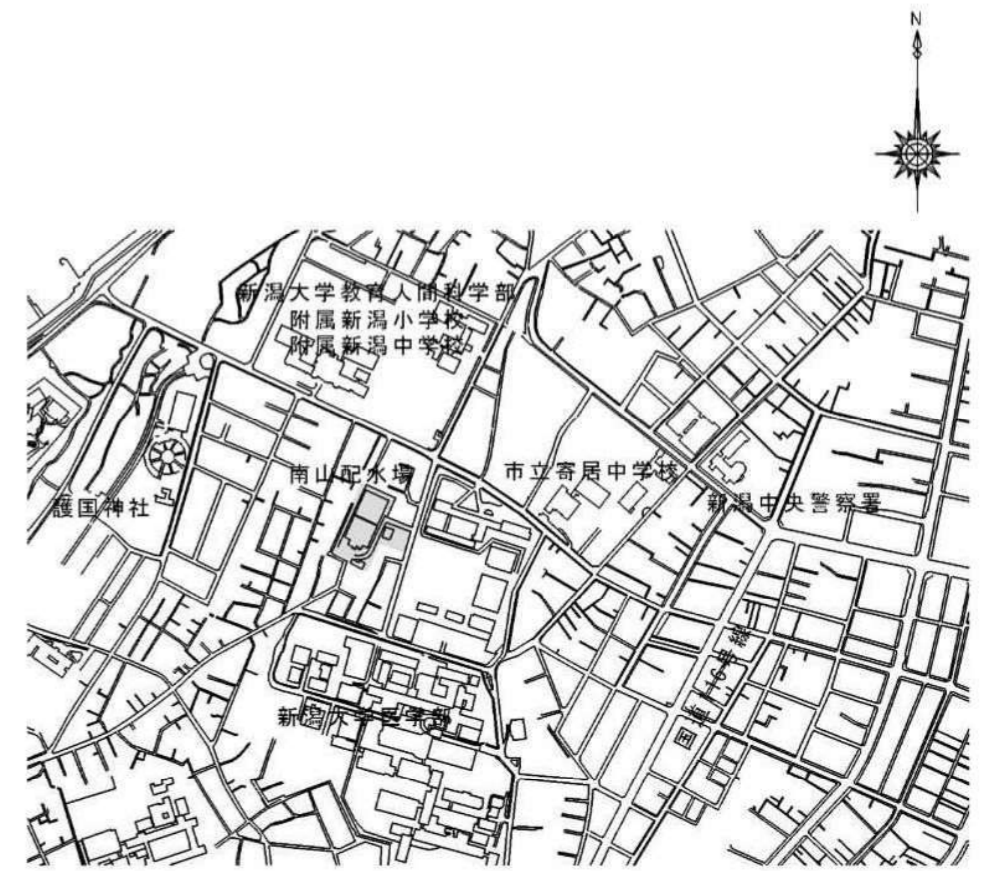 N
新潟大学教育人間科学部
附属新潟小学校
附属新潟中学校
南山配水場
市立寄居中学校
護国神社
新潟中央警察署
国道116号線
新潟大学医学部